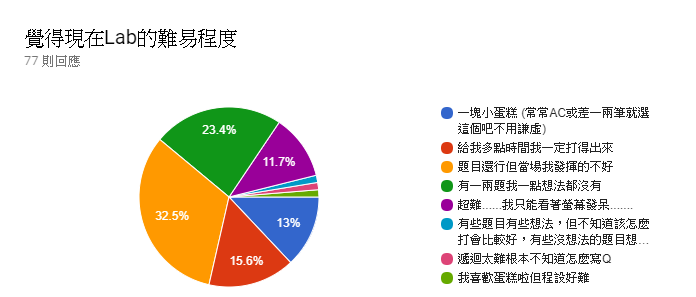 覺得現在Lab的難易程度
77 則回應
23.4%
11.7%
32.5%
13%
15.6%
一塊小蛋糕 (常常AC或差一兩筆就選
這個吧不用謙虛)
給我多點時間我一定打得出來
題目還行但當場我發揮的不好
有一兩題我一點想法都沒有
超難......我只能看著螢幕發呆.......
有些題目有些想法，但不知道該怎麼
打會比較好，有些沒想法的題目想...
遞迴太難根本不知道怎麼寫Q
我喜歡蛋糕啦但程設好難